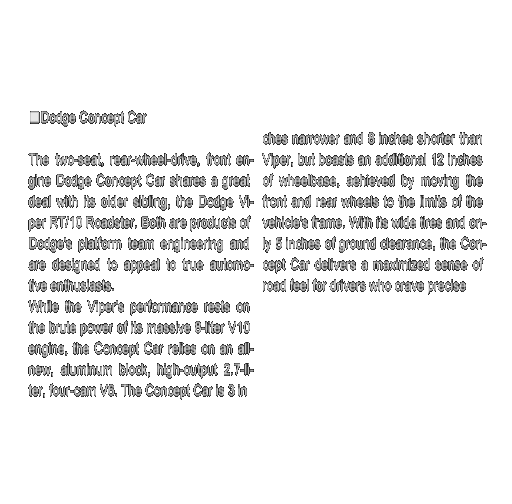 ■Dodge Concept Car
The two-seat, rear-wheel-drive, front en-
gine Dodge Concept Car shares a great
deal with its older sibling, the Dodge Vi-
per RT/10 Roadster. Both are products of
Dodge's platform team engineering and
are designed to appeal to true automo-
tive enthusiasts.
While the Viper's performance rests on
the brute power of its massive 8-liter V10
engine, the Concept Car relies on an all-
new, aluminum block, high-output 2.7-li-
ter, four-cam V6. The Concept Car is 3 in
ches narrower and 8 inches shorter than
Viper, but boasts an additional 12 inches
of wheelbase, achieved by moving the
front and rear wheels to the limits of the
vehicle's frame. With its wide tires and on-
ly 5 inches of ground clearance, the Con-
cept Car delivers a maximized sense of
road feel for drivers who crave precise